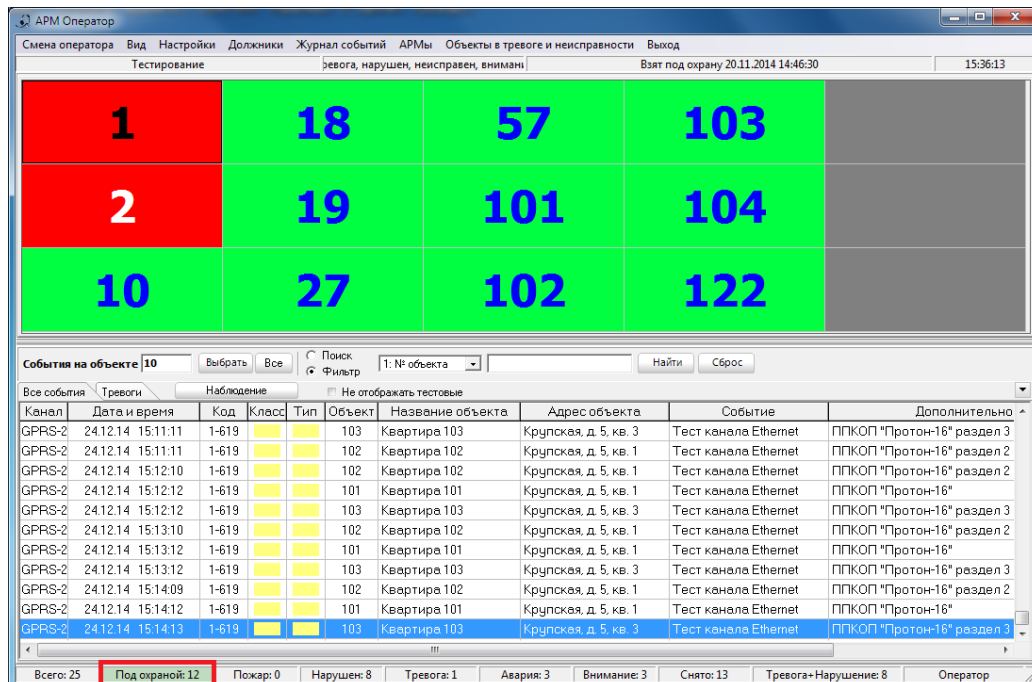 АРМ Оператор
Смена оператора Вид Настройки Должники Журнал событий АРМы Объекты в тревоге и неисправности Выход
Тестирование ревога, нарушен, неисправен, внимани Взят под охрану 20.11.2014 14:46:30 15:36:13
1 18 57 103
2 19 101 104
10 27 102 122
События на объекте 10 Выбрать Все Поиск Фильтр 1: № объекта Найти Сброс
Все события Тревоги Наблюдение Не отображать тестовые
Канал Дата и время Код Класс Тип Объект Название объекта Адрес объекта Событие Дополнительно
GPRS-2 24.12.14 15:11:11 1-619 103 Квартира 103 Крупская, д. 5, кв. 3 Тест канала Ethernet ППКОП "Протон-16" раздел 3
GPRS-2 24.12.14 15:11:11 1-619 102 Квартира 102 Крупская, д. 5, кв. 1 Тест канала Ethernet ППКОП "Протон-16" раздел 2
GPRS-2 24.12.14 15:12:10 1-619 102 Квартира 102 Крупская, д. 5, кв. 1 Тест канала Ethernet ППКОП "Протон-16" раздел 2
GPRS-2 24.12.14 15:12:12 1-619 101 Квартира 101 Крупская, д. 5, кв. 1 Тест канала Ethernet ППКОП "Протон-16"
GPRS-2 24.12.14 15:12:12 1-619 103 Квартира 103 Крупская, д. 5, кв. 3 Тест канала Ethernet ППКОП "Протон-16" раздел 3
GPRS-2 24.12.14 15:13:10 1-619 102 Квартира 102 Крупская, д. 5, кв. 1 Тест канала Ethernet ППКОП "Протон-16" раздел 2
GPRS-2 24.12.14 15:13:12 1-619 101 Квартира 101 Крупская, д. 5, кв. 1 Тест канала Ethernet ППКОП "Протон-16"
GPRS-2 24.12.14 15:13:12 1-619 103 Квартира 103 Крупская, д. 5, кв. 3 Тест канала Ethernet ППКОП "Протон-16" раздел 3
GPRS-2 24.12.14 15:14:09 1-619 102 Квартира 102 Крупская, д. 5, кв. 1 Тест канала Ethernet ППКОП "Протон-16" раздел 2
GPRS-2 24.12.14 15:14:12 1-619 101 Квартира 101 Крупская, д. 5, кв. 1 Тест канала Ethernet ППКОП "Протон-16"
GPRS-2 24.12.14 15:14:13 1-619 103 Квартира 103 Крупская, д. 5, кв. 3 Тест канала Ethernet ППКОП "Протон-16" раздел 3
Всего: 25 Под охраной: 12 Пожар: 0 Нарушен: 8 Тревога: 1 Авария: 3 Внимание: 3 Снято: 13 Тревога+Нарушение: 8 Оператор